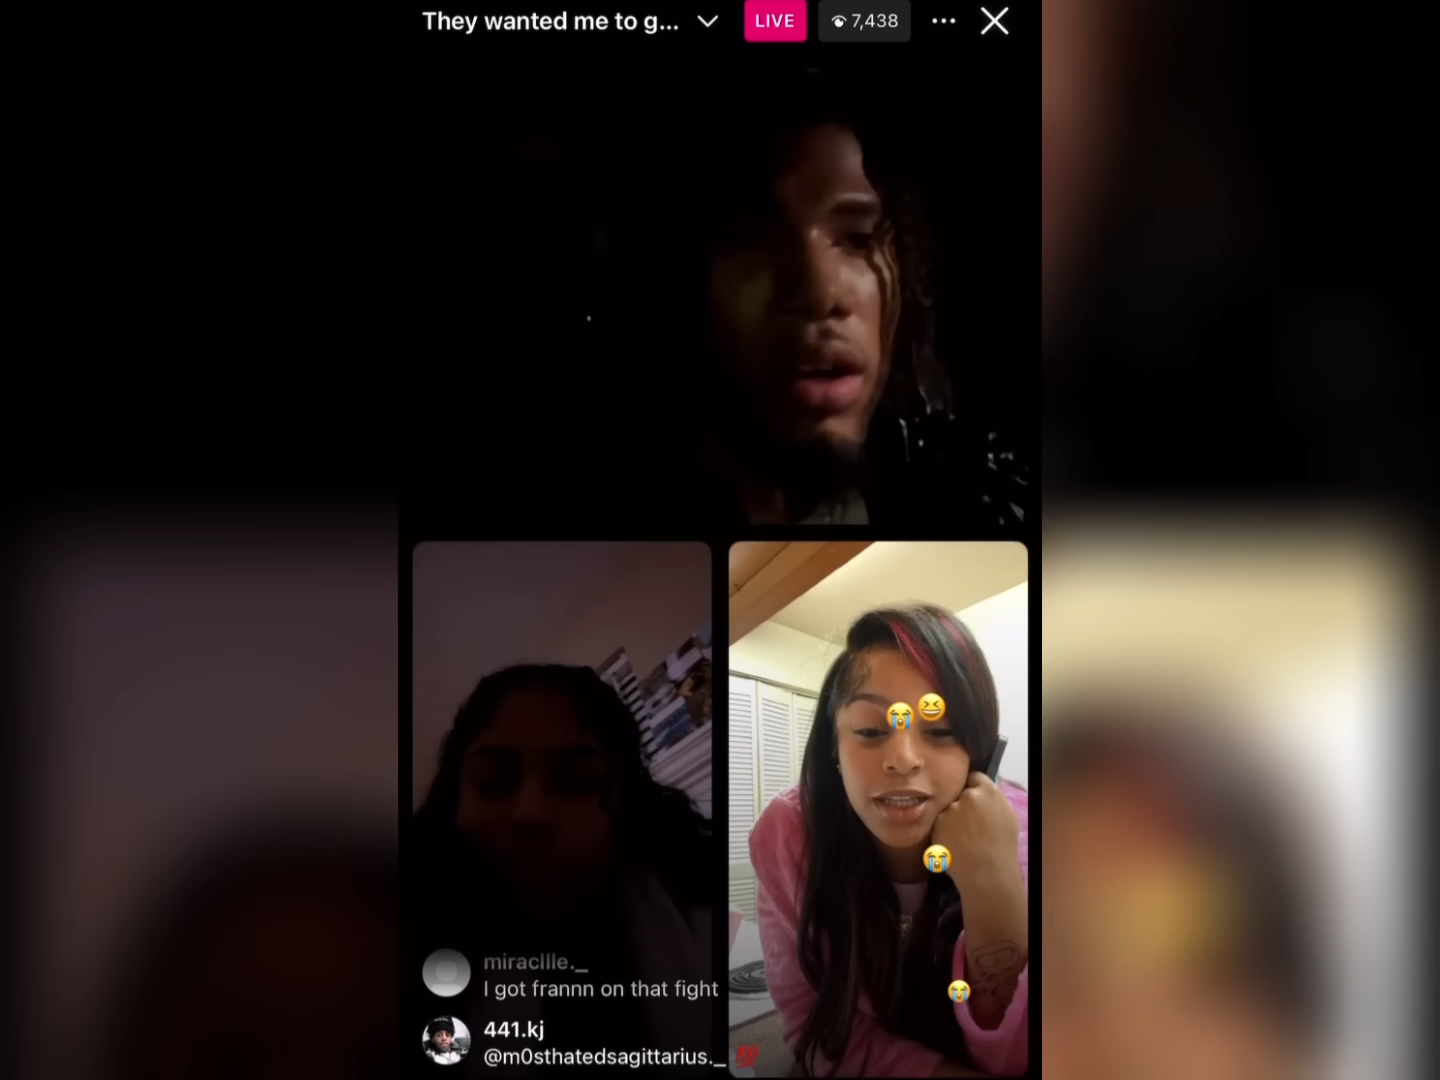 They wanted me to g...
LIVE
7,438
miracllle._
I got frannn on that fight
441.kj
@m0sthatedsagittarius._ 💯